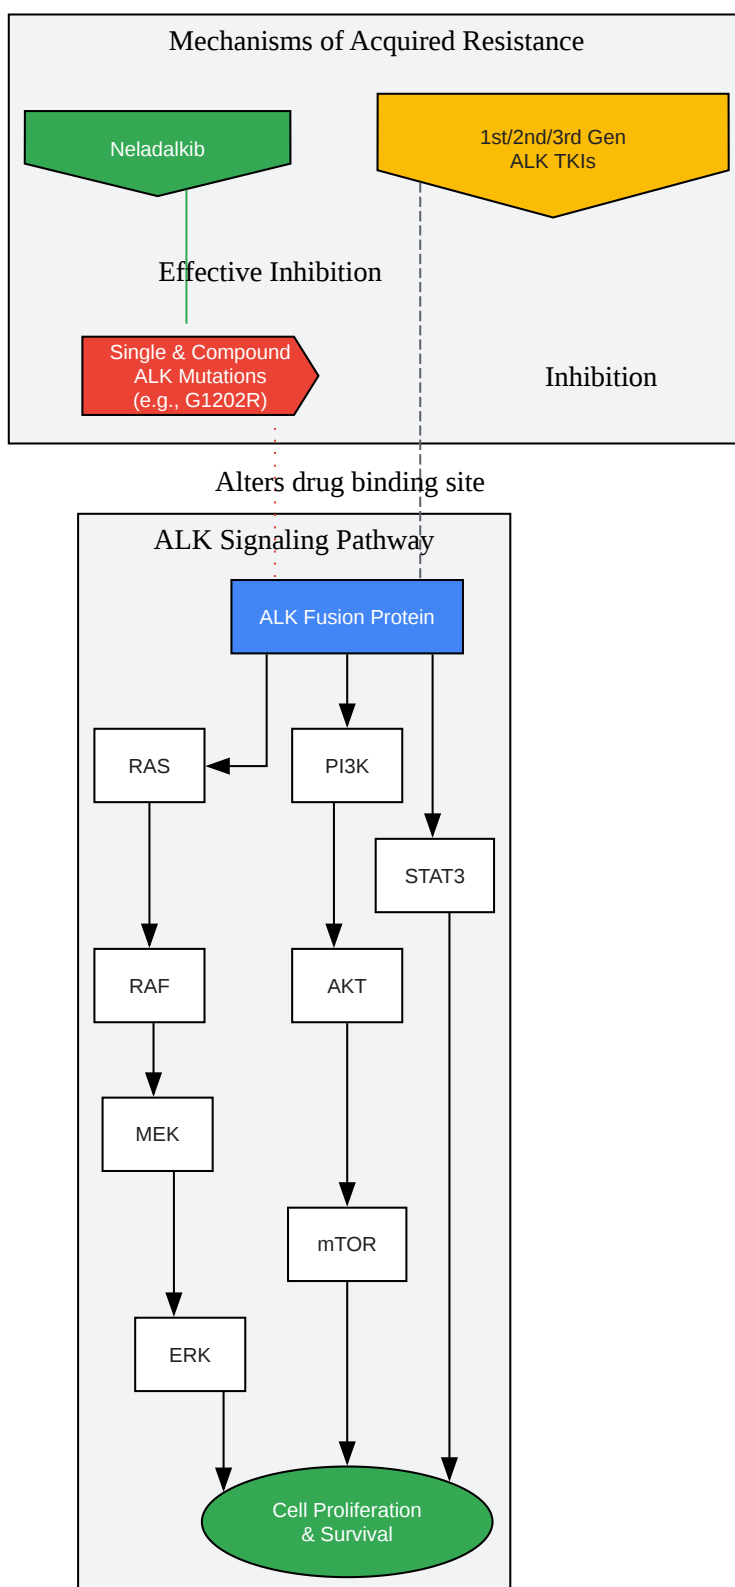 Mechanisms of Acquired Resistance
Neladalkib
1st/2nd/3rd Gen
ALK TKIs
Effective Inhibition
Single & Compound
ALK Mutations
(e.g., G1202R)
Inhibition
Alters drug binding site
ALK Signaling Pathway
ALK Fusion Protein
RAS
PI3K
STAT3
RAF
AKT
MEK
mTOR
ERK
Cell Proliferation
& Survival